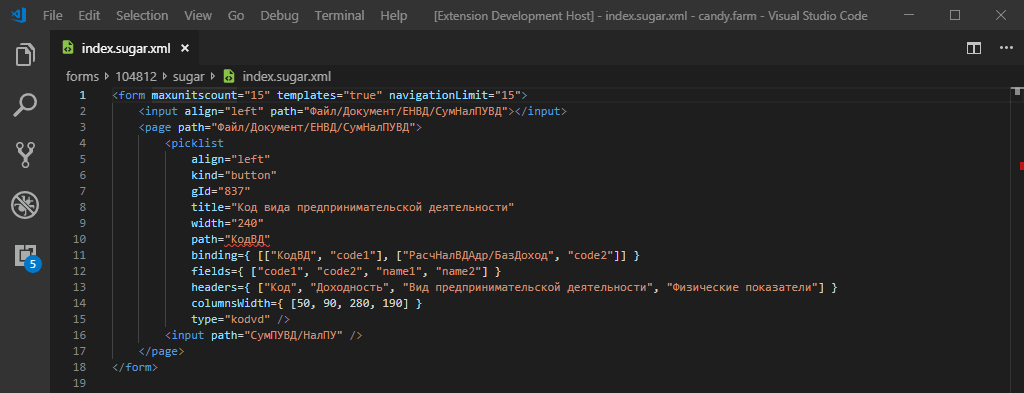 File Edit Selection View Go Debug Terminal Help [Extension Development Host] - index.sugar.xml - candy.farm - Visual Studio Code
index.sugar.xml
forms 104812 sugar index.sugar.xml
1 <form maxunitscount="15" templates="true" navigationLimit="15">
2 <input align="left" path="Файл/Документ/ЕНВД/СумНалПУВД"></input>
3 <page path="Файл/Документ/ЕНВД/СумНалПУВД">
4 <picklist
5 align="left"
6 kind="button"
7 gId="837"
8 title="Код вида предпринимательской деятельности"
9 width="240"
10 path="КодВД"
11 binding={ [["КодВД", "code1"], ["РасчНалВДАдр/БазДоход", "code2"]] }
12 fields={ ["code1", "code2", "name1", "name2"] }
13 headers={ ["Код", "Доходность", "Вид предпринимательской деятельности", "Физические показатели"] }
14 columnsWidth={ [50, 90, 280, 190] }
15 type="kodvd" />
16 <input path="СумПУВД/НалПУ" />
17 </page>
18 </form>
19
5